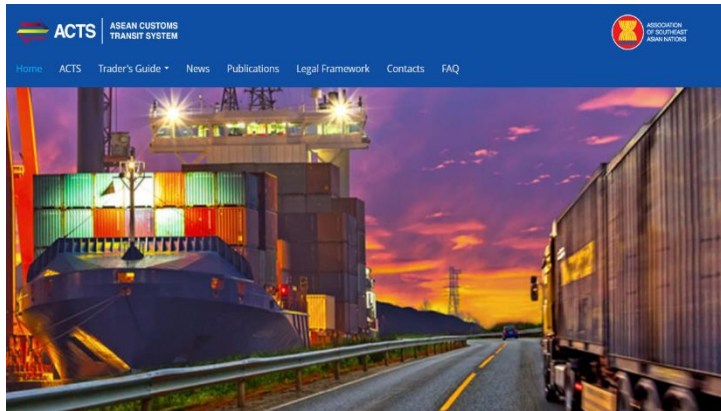 ACTS
ASEAN CUSTOMS
TRANSIT SYSTEM
ASSOCIATION
OF SOUTHEAST
ASIAN NATIONS
Home ACTS Trader's Guide News Publications Legal Framework Contacts FAQ